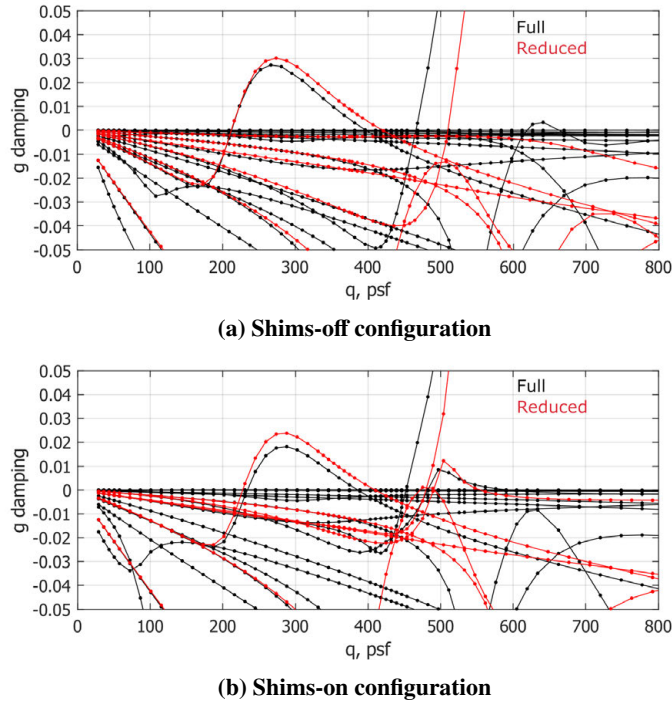 0.05
0.04
0.03
0.02
0.01
0
-0.01
-0.02
-0.03
-0.04
-0.05
g damping
Full
Reduced
0 100 200 300 400 500 600 700 800
q, psf
(a) Shims-off configuration
0.05
0.04
0.03
0.02
0.01
0
-0.01
-0.02
-0.03
-0.04
-0.05
g damping
Full
Reduced
0 100 200 300 400 500 600 700 800
q, psf
(b) Shims-on configuration